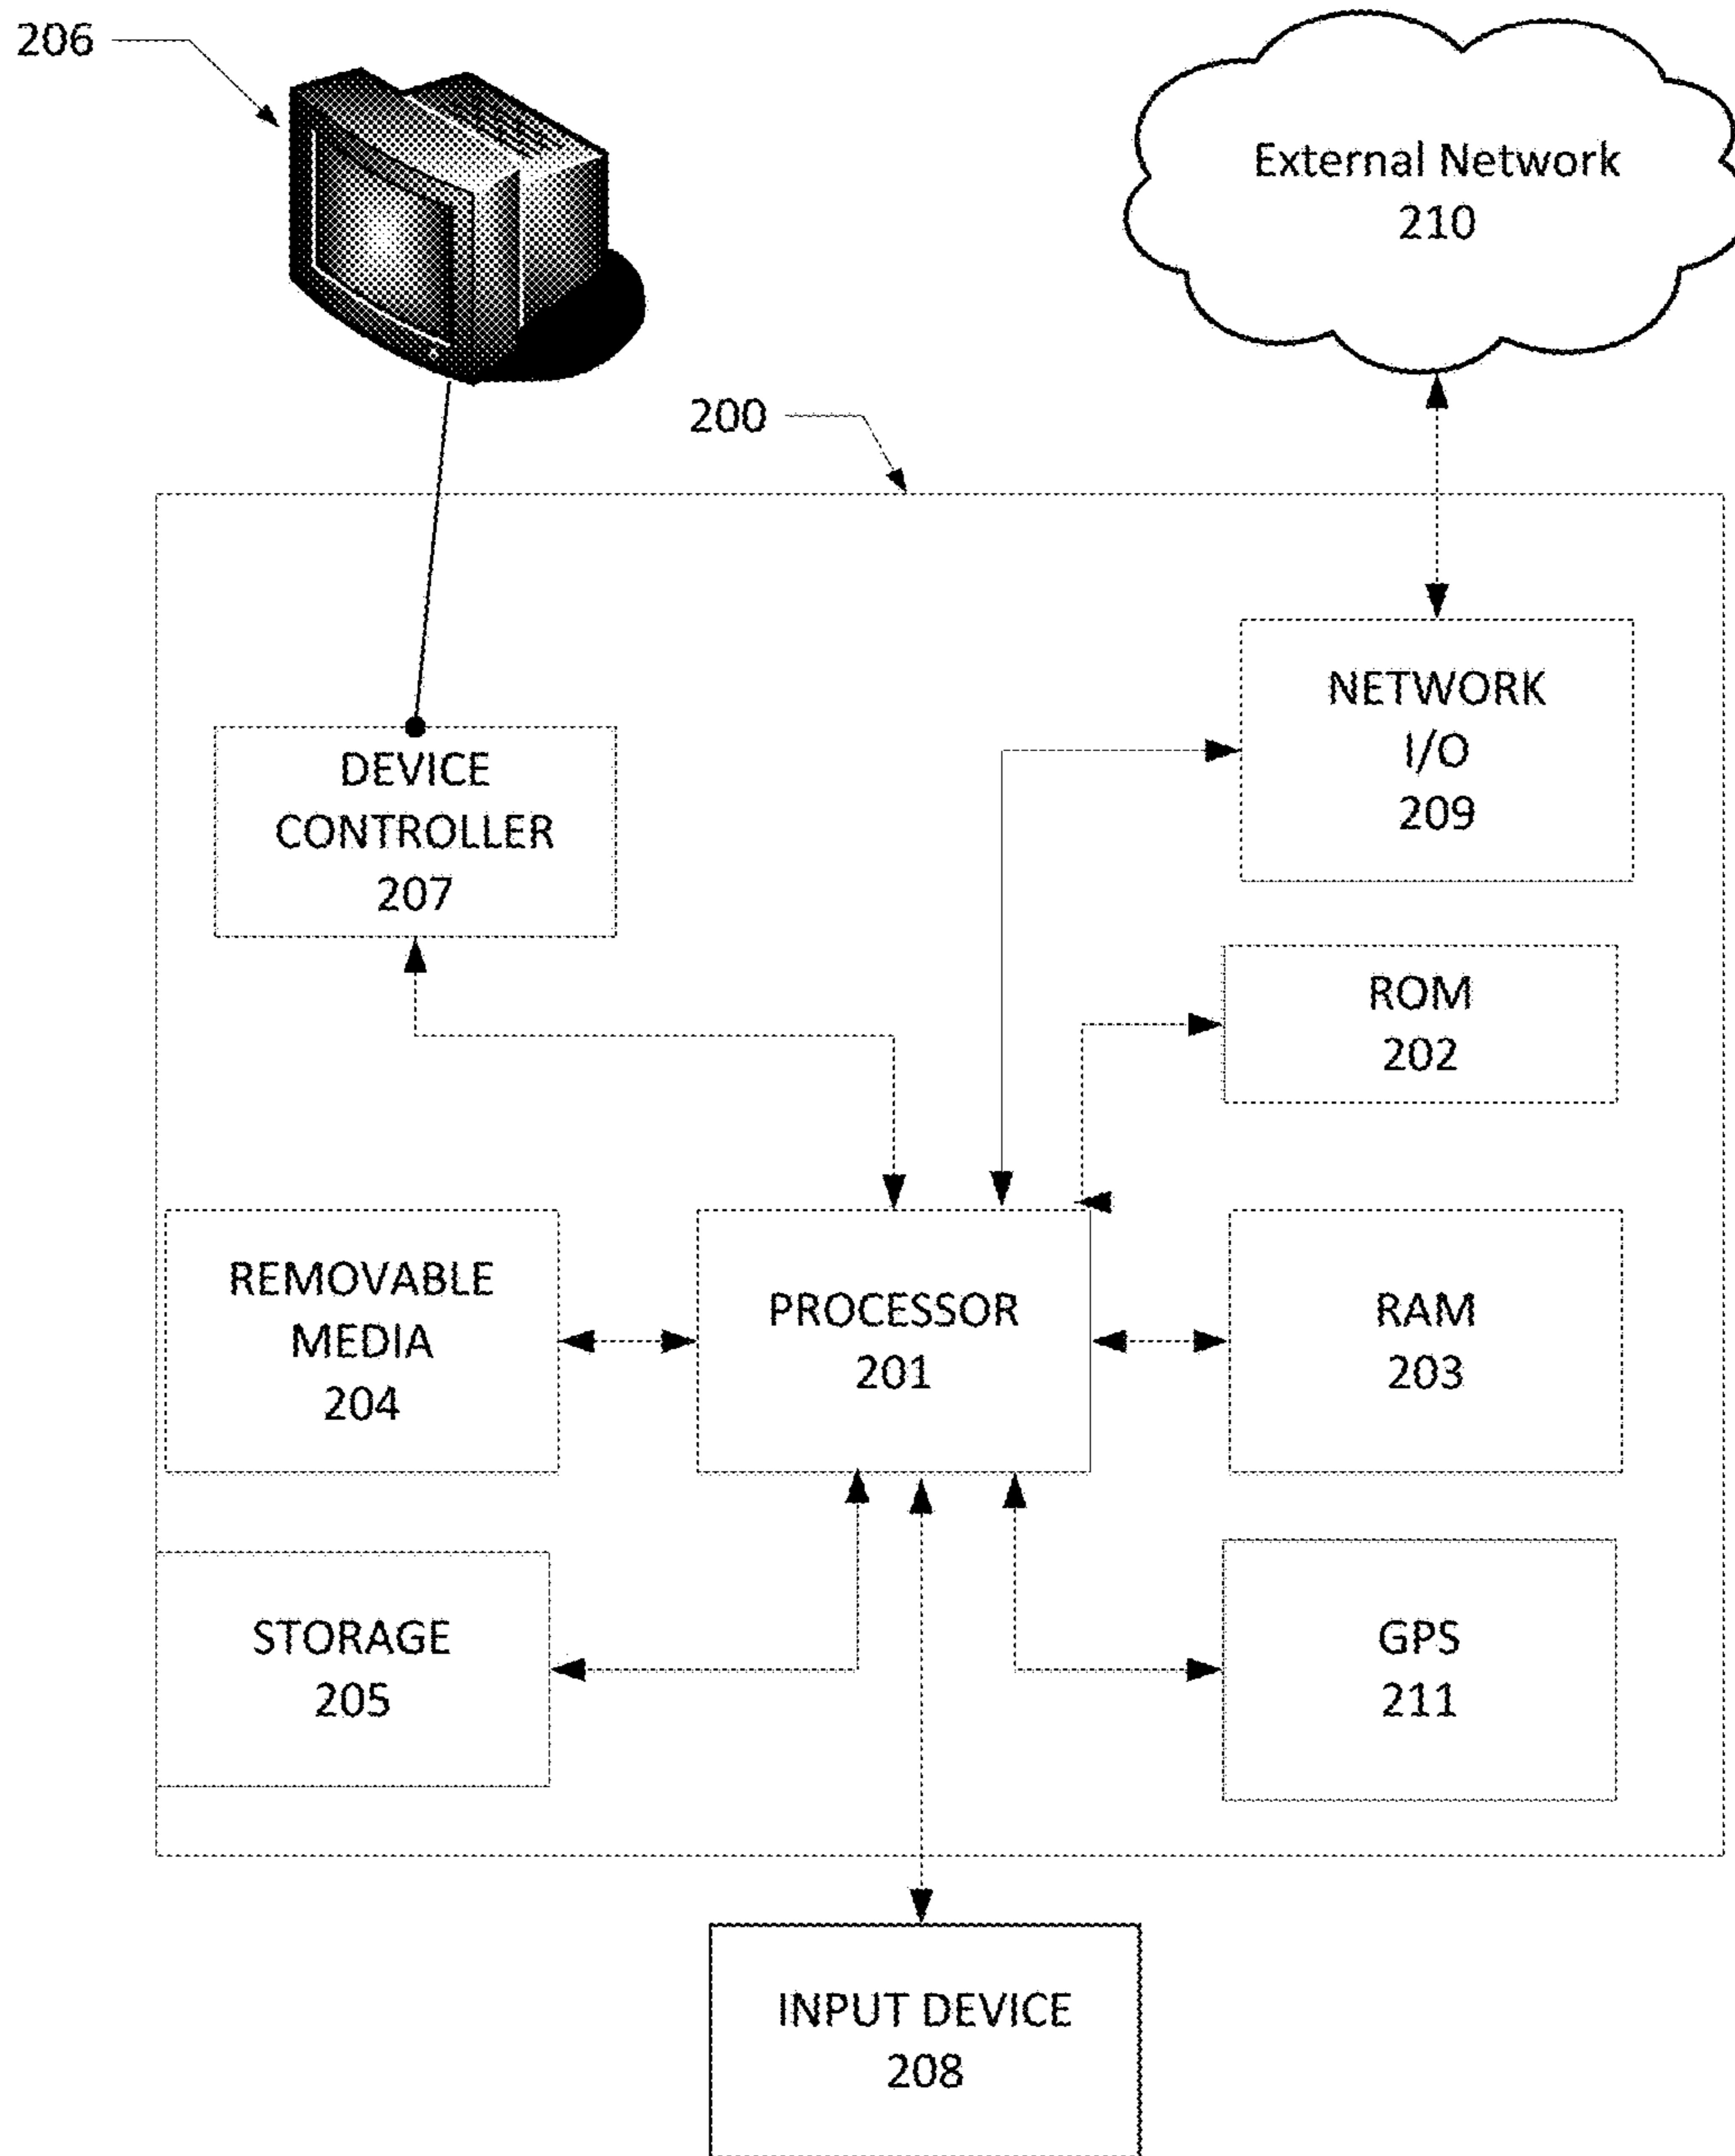 206
External Network
210
200
NETWORK
I/O
209
DEVICE
CONTROLLER
207
ROM
202
REMOVABLE
MEDIA
204
PROCESSOR
201
RAM
203
STORAGE
205
GPS
211
INPUT DEVICE
208